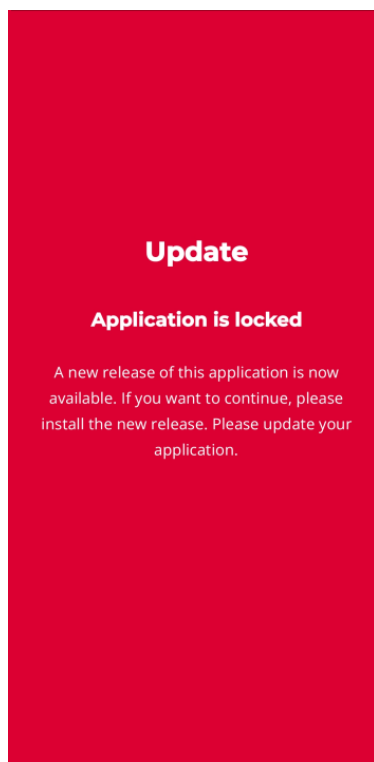 Update
Application is locked
A new release of this application is now
available. If you want to continue, please
install the new release. Please update your
application.